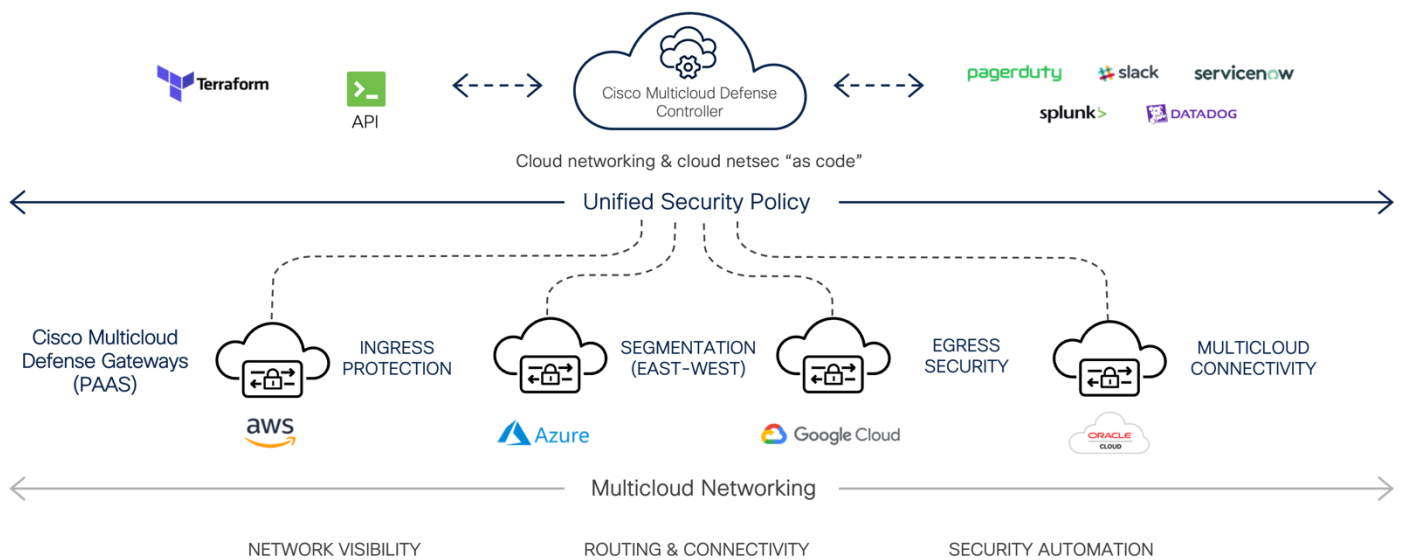 Terraform
>_
API
Cisco Multicloud Defense
Controller
pagerduty
slack
servicenow
splunk>
DATADOG
Cloud networking & cloud netsec “as code”
Unified Security Policy
Cisco Multicloud
Defense Gateways
(PAAS)
INGRESS
PROTECTION
SEGMENTATION
(EAST-WEST)
EGRESS
SECURITY
MULTICLOUD
CONNECTIVITY
aws
Azure
Google Cloud
ORACLE
CLOUD
Multicloud Networking
NETWORK VISIBILITY
ROUTING & CONNECTIVITY
SECURITY AUTOMATION